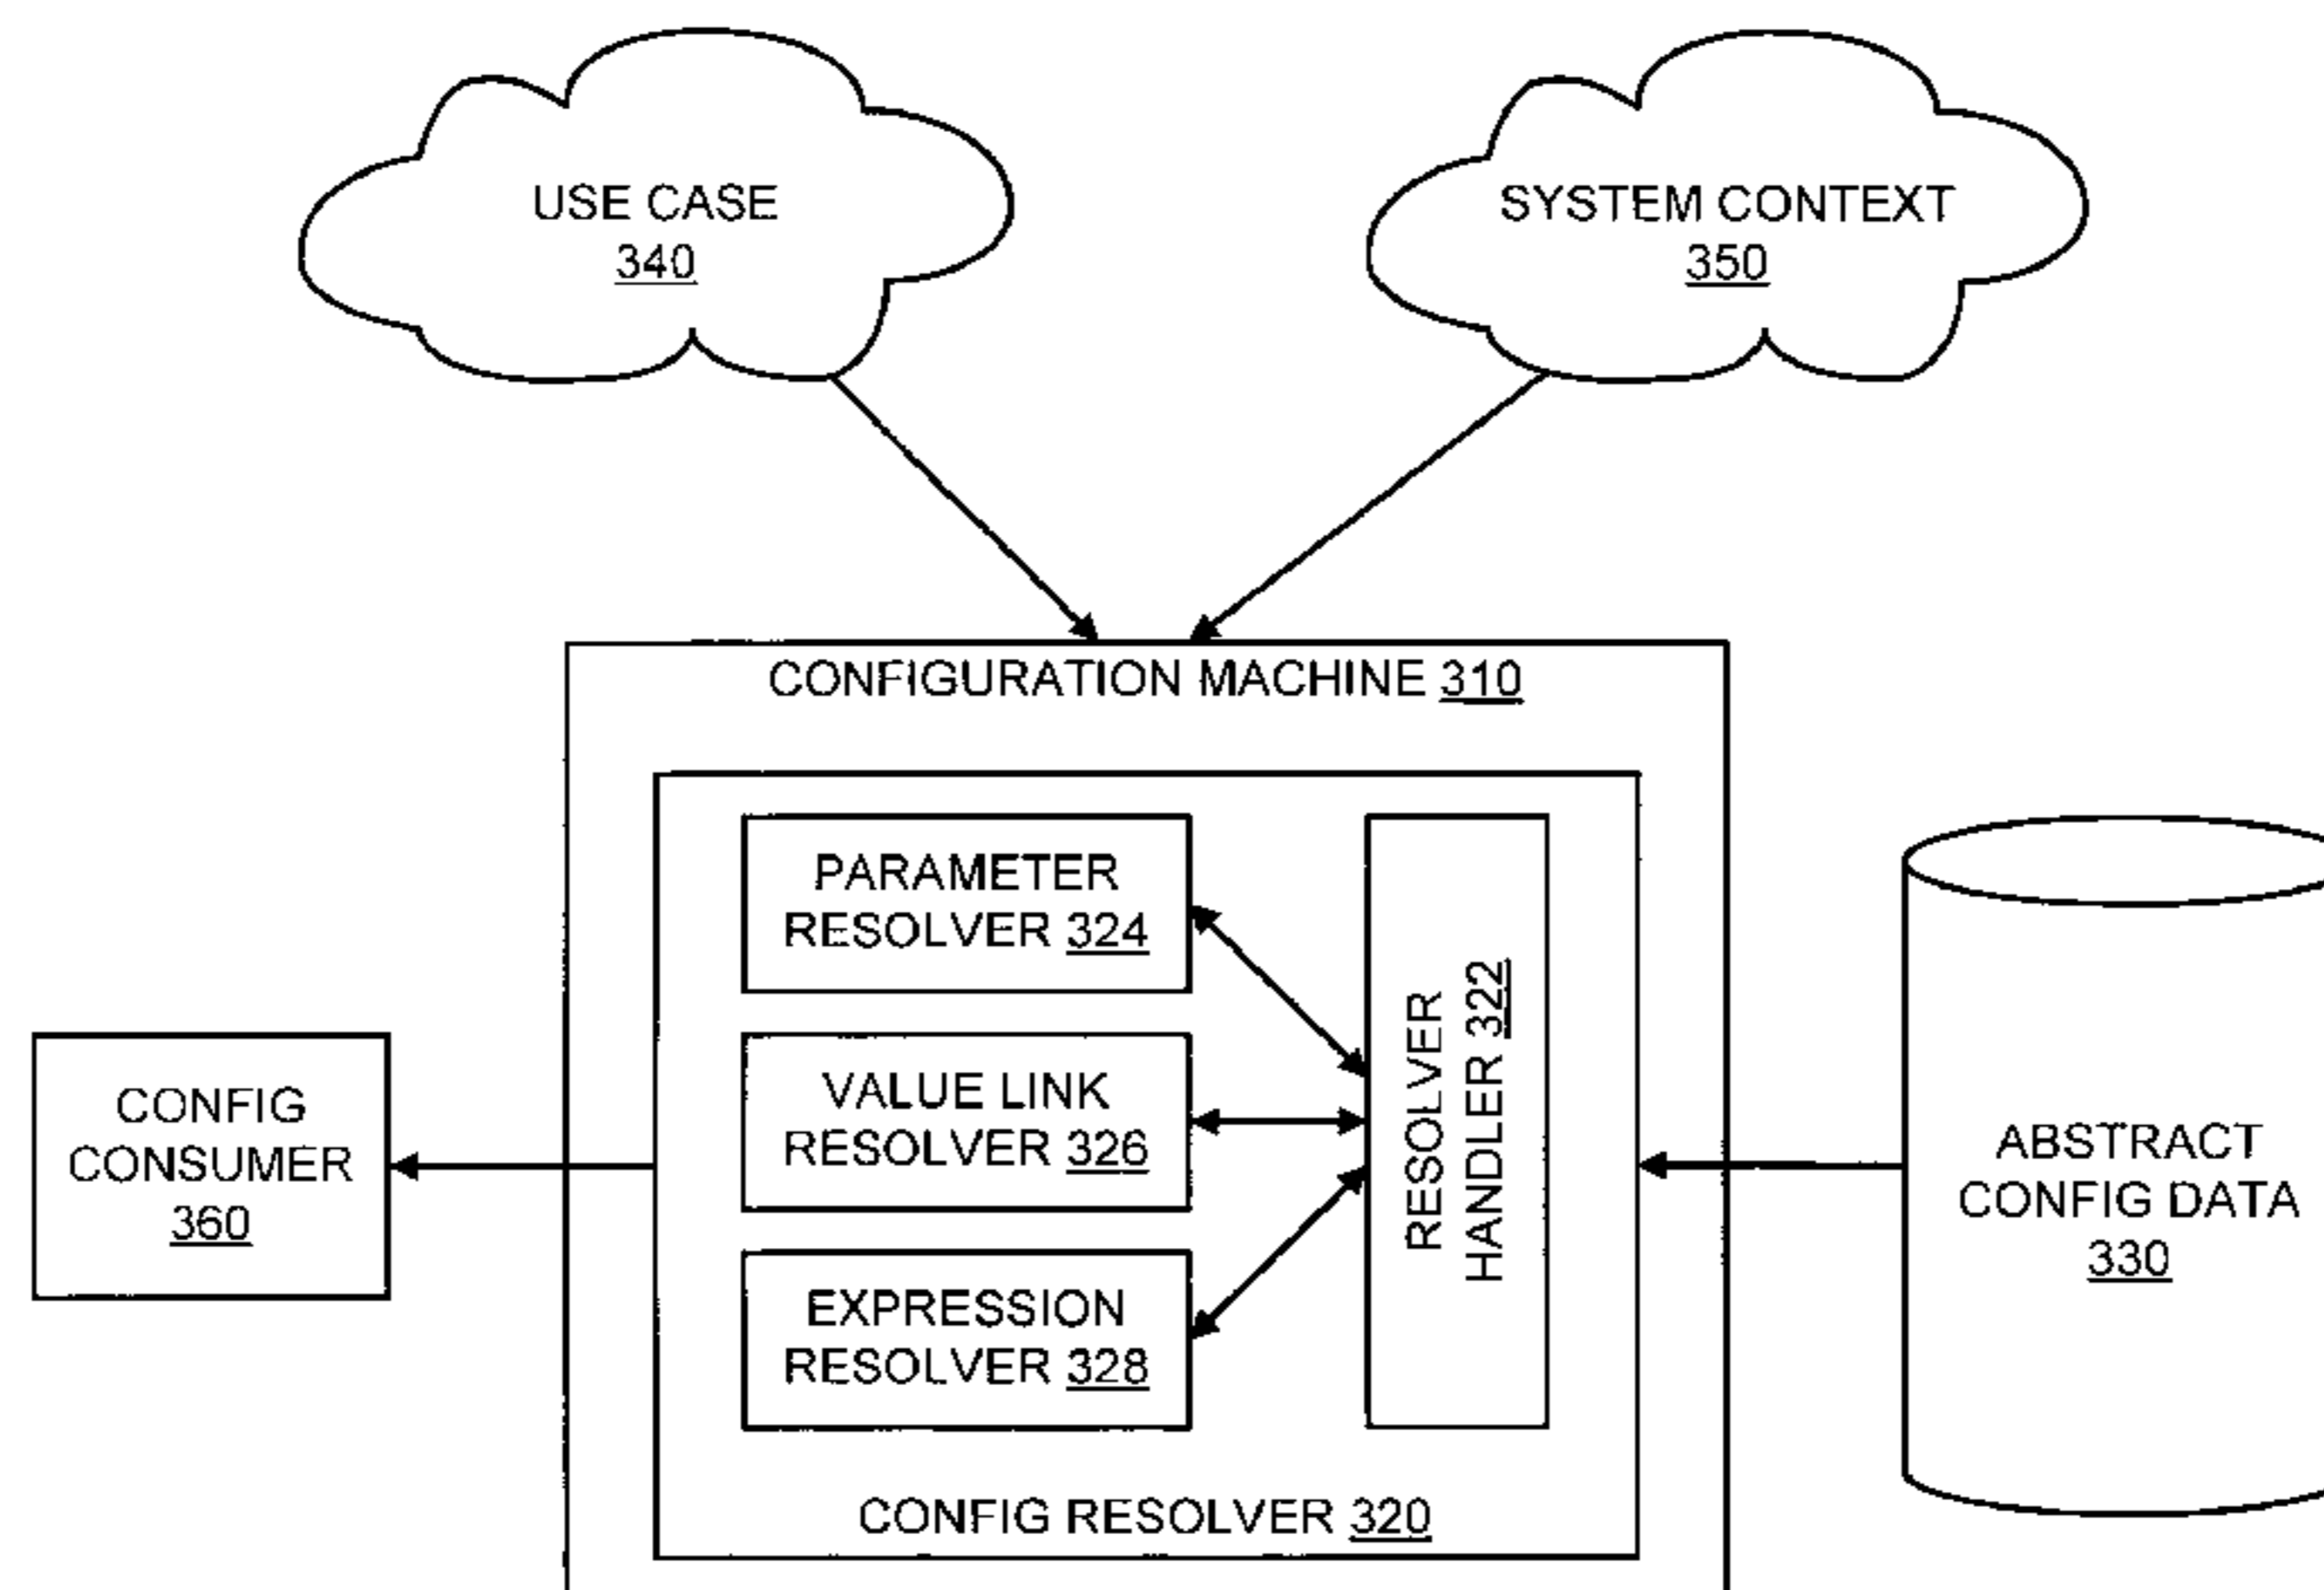 USE CASE
340
SYSTEM CONTEXT
350
CONFIGURATION MACHINE 310
PARAMETER
RESOLVER 324
VALUE LINK
RESOLVER 326
EXPRESSION
RESOLVER 328
RESOLVER
HANDLER 322
CONFIG RESOLVER 320
CONFIG
CONSUMER
360
ABSTRACT
CONFIG DATA
330